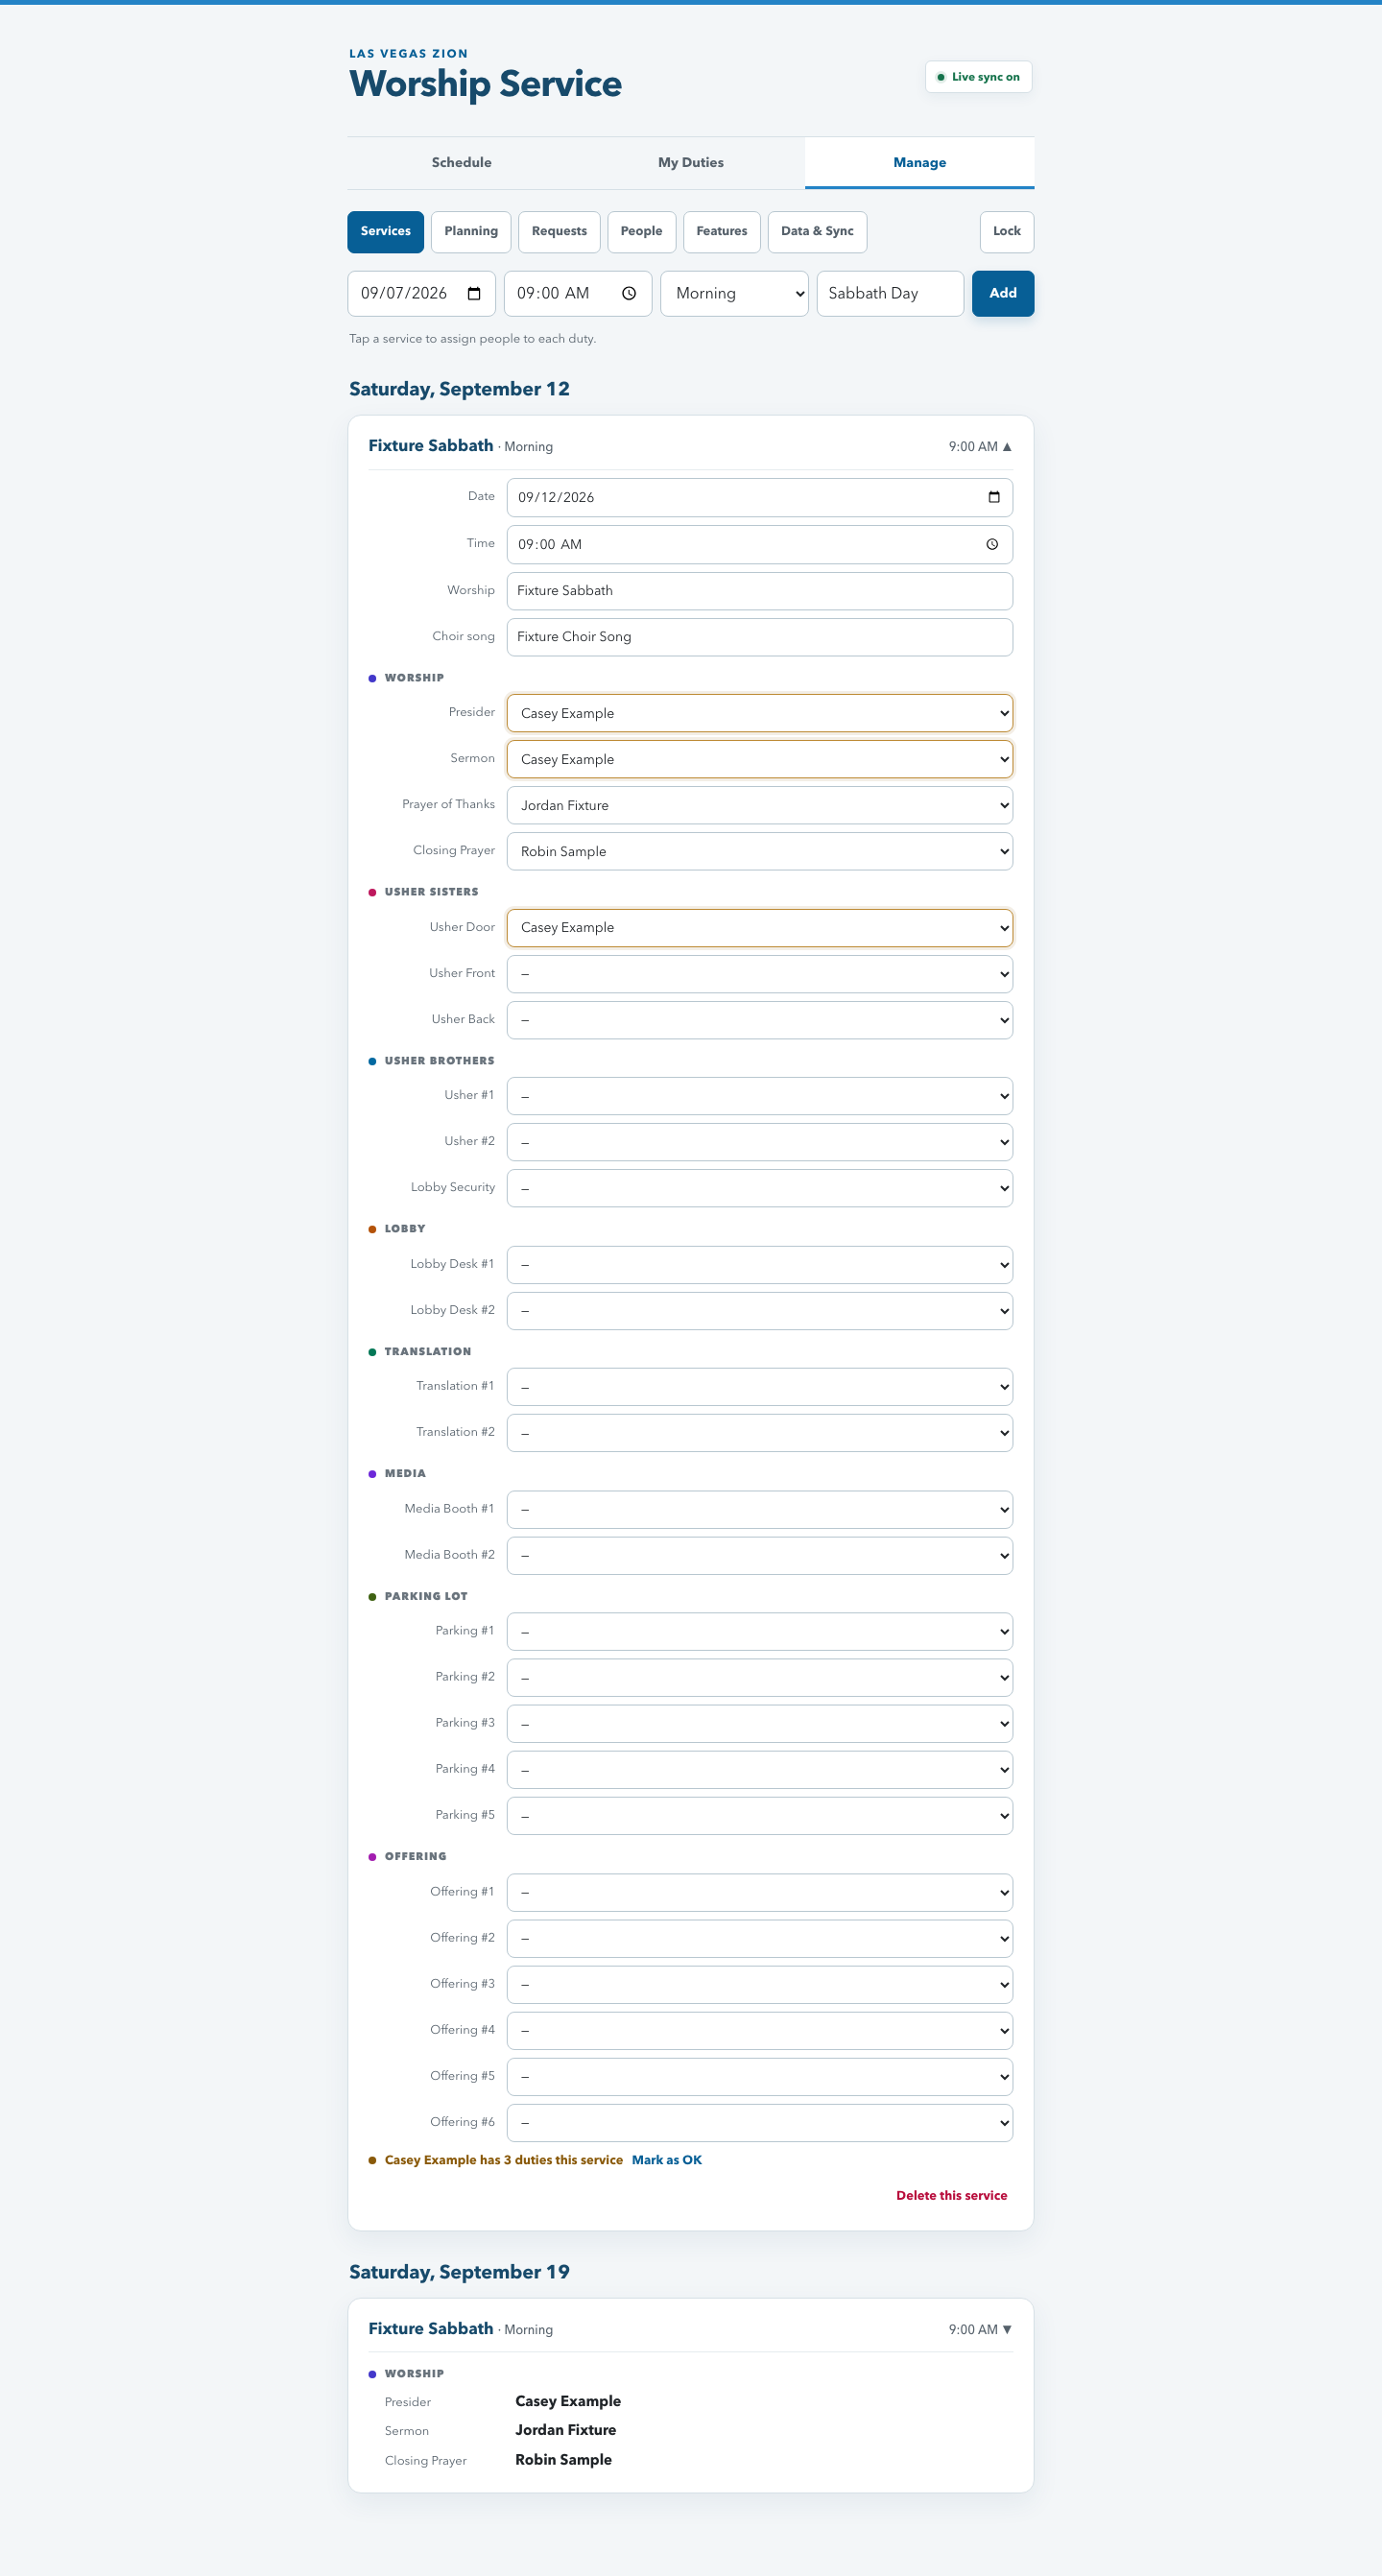 LAS VEGAS ZION
Worship Service
Live sync on
Schedule My Duties Manage
Services Planning Requests People Features Data & Sync Lock
09/07/2026 09:00 AM Morning Sabbath Day Add
Tap a service to assign people to each duty.
Saturday, September 12
Fixture Sabbath · Morning 9:00 AM ▲
Date 09/12/2026
Time 09:00 AM
Worship Fixture Sabbath
Choir song Fixture Choir Song
WORSHIP
Presider Casey Example
Sermon Casey Example
Prayer of Thanks Jordan Fixture
Closing Prayer Robin Sample
USHER SISTERS
Usher Door Casey Example
Usher Front –
Usher Back –
USHER BROTHERS
Usher #1 –
Usher #2 –
Lobby Security –
LOBBY
Lobby Desk #1 –
Lobby Desk #2 –
TRANSLATION
Translation #1 –
Translation #2 –
MEDIA
Media Booth #1 –
Media Booth #2 –
PARKING LOT
Parking #1 –
Parking #2 –
Parking #3 –
Parking #4 –
Parking #5 –
OFFERING
Offering #1 –
Offering #2 –
Offering #3 –
Offering #4 –
Offering #5 –
Offering #6 –
Casey Example has 3 duties this service Mark as OK
Delete this service
Saturday, September 19
Fixture Sabbath · Morning 9:00 AM ▼
WORSHIP
Presider Casey Example
Sermon Jordan Fixture
Closing Prayer Robin Sample